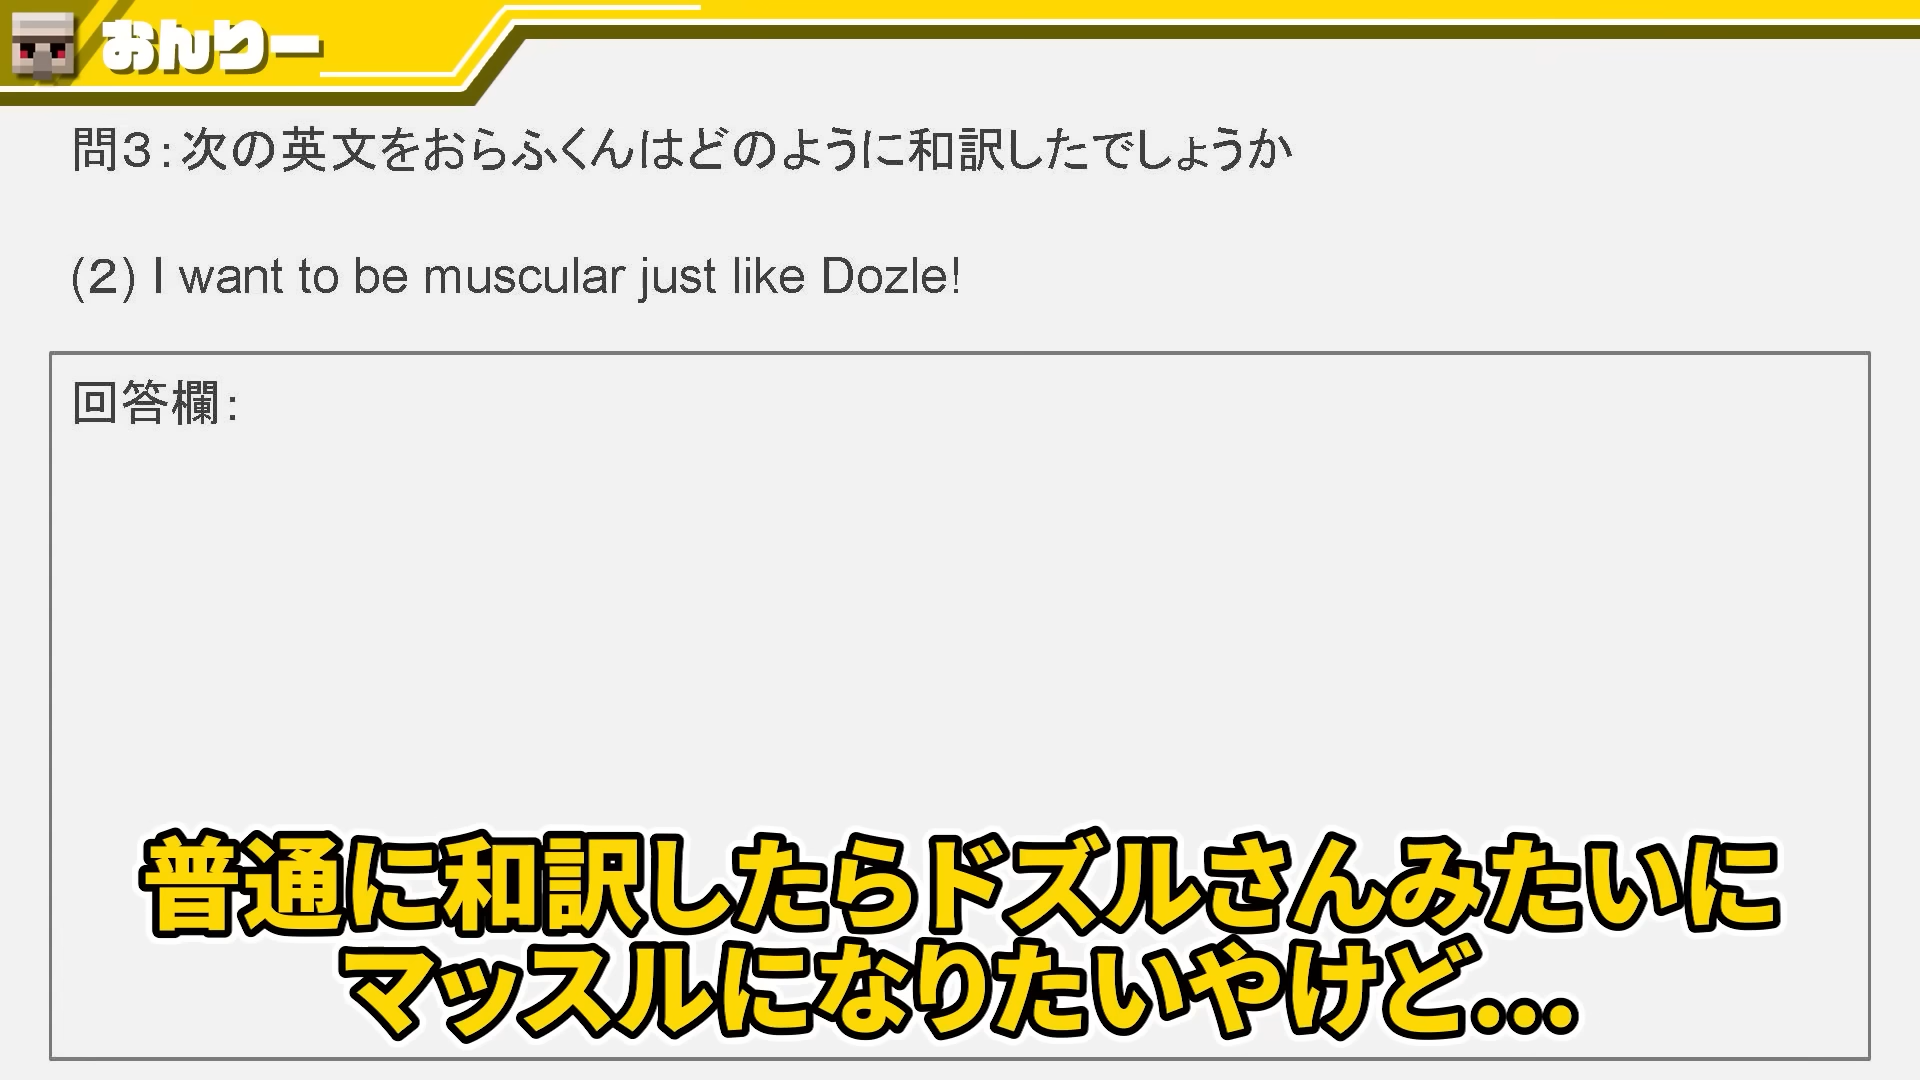 おんりー
問3：次の英文をおらふくんはどのように和訳したでしょうか
(2) I want to be muscular just like Dozle!
回答欄：
普通に和訳したらドズルさんみたいに
マッスルになりたいやけど...